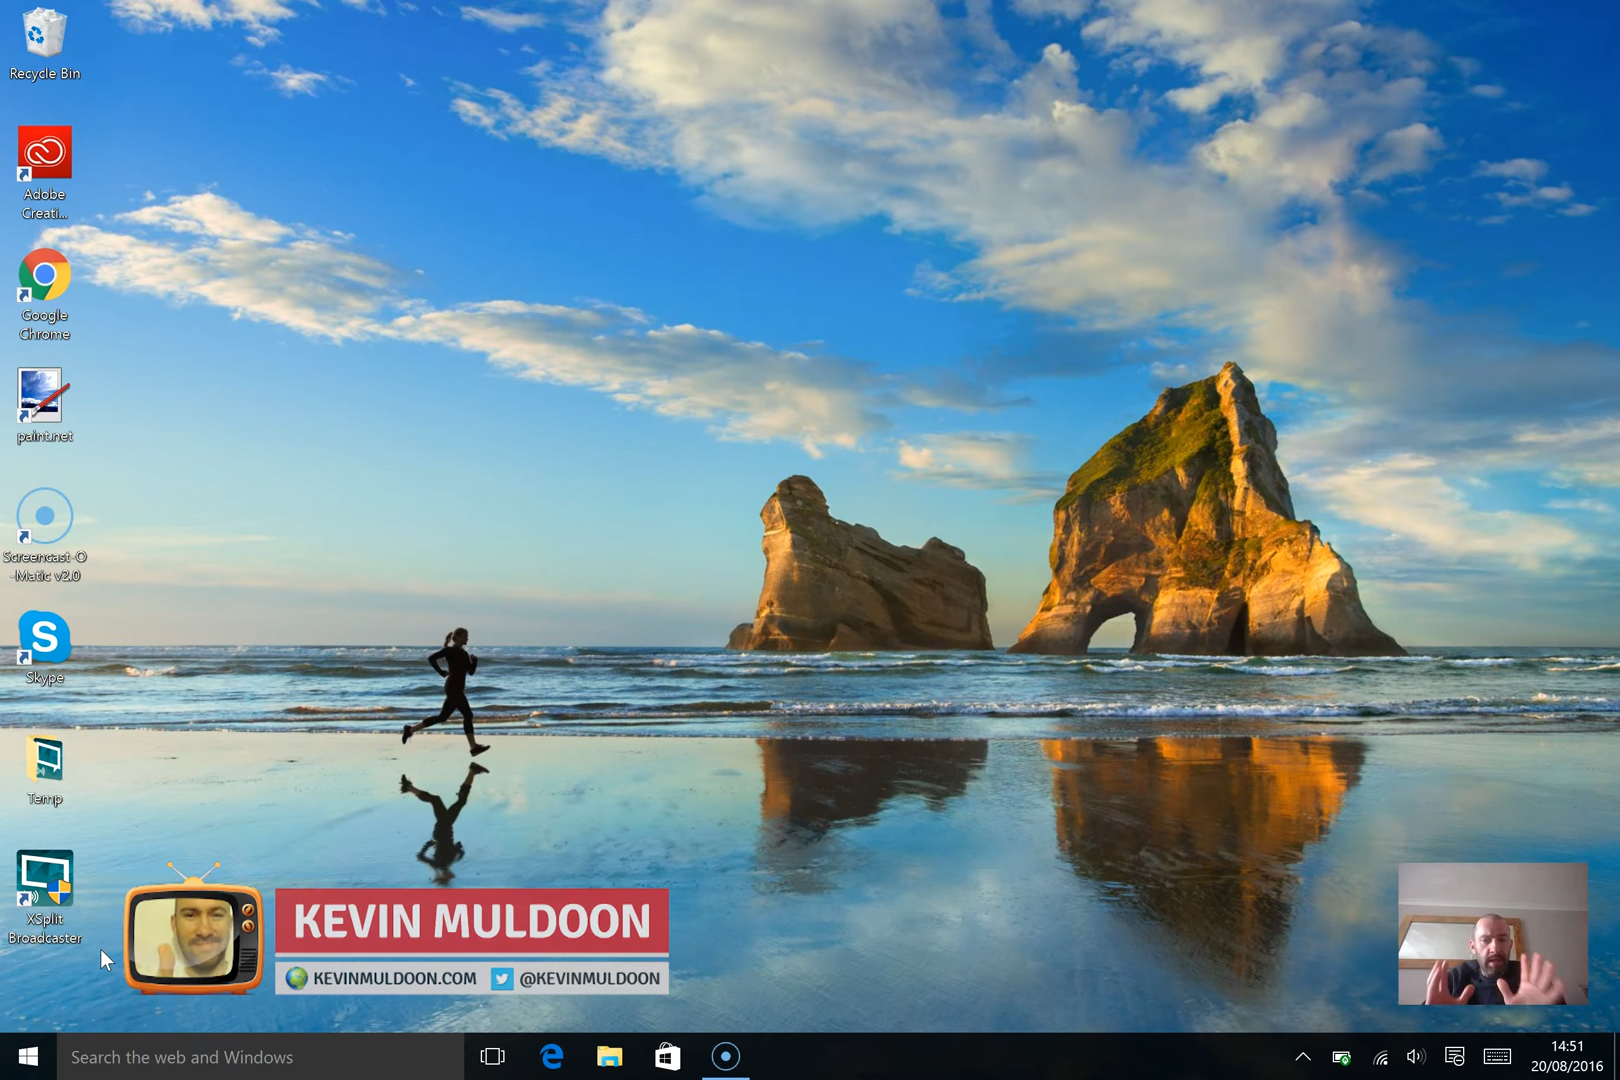 Recycle Bin
Adobe
Creati...
Google
Chrome
paint.net
Screencast-O
-Matic v2.0
S
Skype
Temp
XSplit
Broadcaster
KEVIN MULDOON
KEVINMULDOON.COM @KEVINMULDOON
Search the web and Windows
14:51
20/08/2016